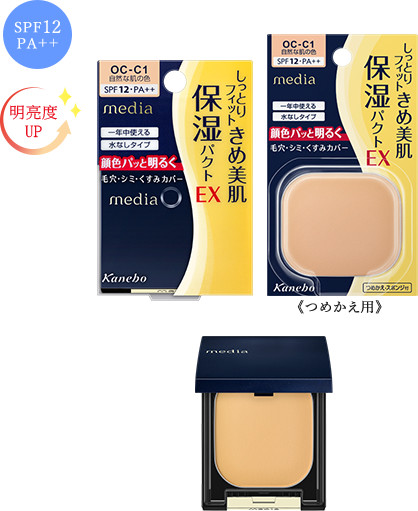 SPF12
PA++
明亮度
UP
OC-C1
自然な肌の色
SPF12・PA++
media
一年中使える
水なしタイプ
顔色パッと明るく
毛穴・シミ・くすみカバー
media
しっとり
フィット
きめ美肌
保湿パクトEX
Kanebo
OC-C1
自然な肌の色
SPF12・PA++
media
一年中使える
水なしタイプ
顔色パッと明るく
毛穴・シミ・くすみカバー
しっとり
フィット
きめ美肌
保湿パクトEX
Kanebo
つめかえ・スポンジ付
《つめかえ用》
media